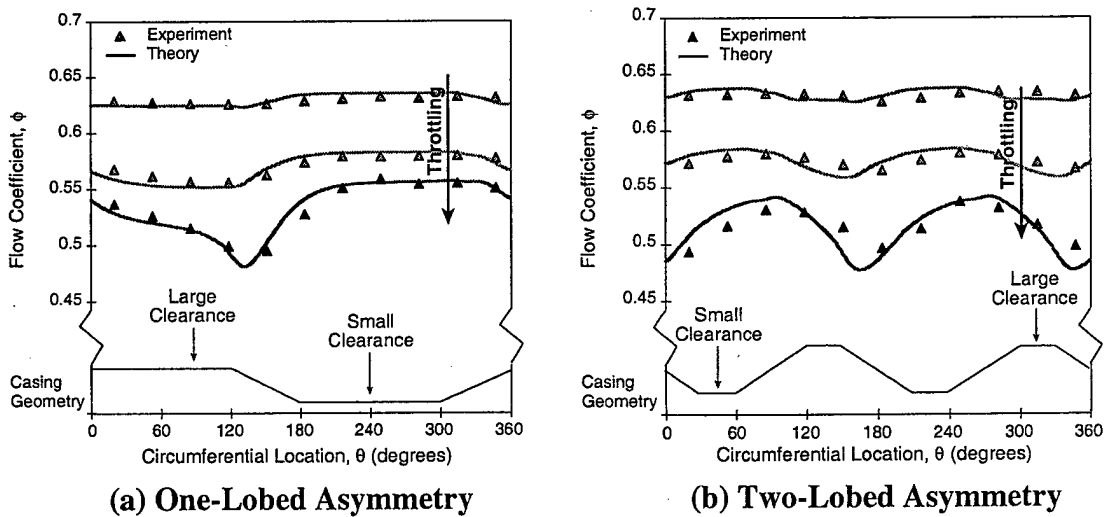 0.7
Experiment
Theory
0.65
0.6
0.55
0.5
0.45
Flow Coefficient, ϕ
Throttling
Large
Clearance
Small
Clearance
Casing
Geometry
0 60 120 180 240 300 360
Circumferential Location, θ (degrees)
(a) One-Lobed Asymmetry
0.7
Experiment
Theory
0.65
0.6
0.55
0.5
0.45
Flow Coefficient, ϕ
Throttling
Large
Clearance
Small
Clearance
Casing
Geometry
0 60 120 180 240 300 360
Circumferential Location, θ (degrees)
(b) Two-Lobed Asymmetry